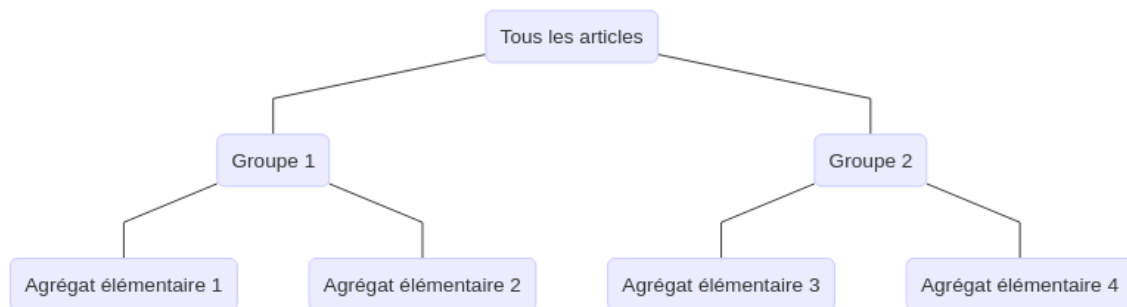 Tous les articles
Groupe 1
Groupe 2
Agrégat élémentaire 1
Agrégat élémentaire 2
Agrégat élémentaire 3
Agrégat élémentaire 4